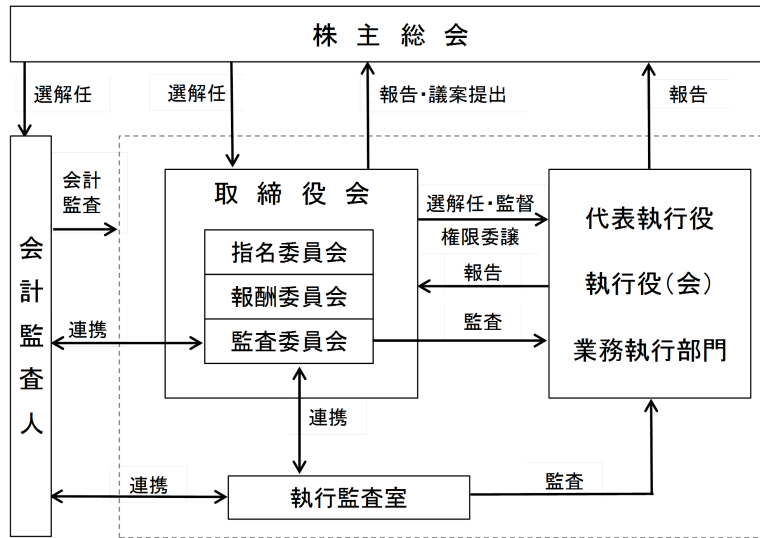 株主総会
選解任
選解任
報告・議案提出
報告
会計
監査
取締役会
選解任・監督
権限委譲
代表執行役
指名委員会
報告
執行役(会)
報酬委員会
連携
監査委員会
監査
業務執行部門
会計監査人
連携
連携
執行監査室
監査